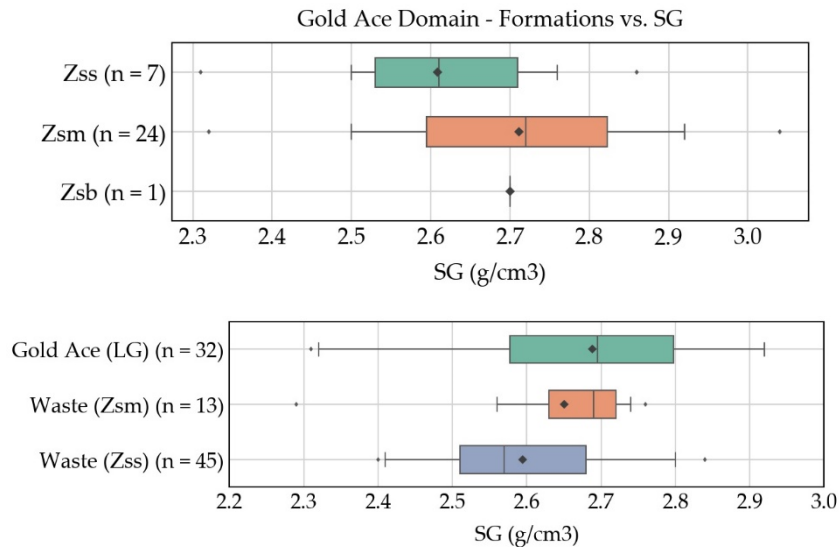 Gold Ace Domain - Formations vs. SG
Zss (n = 7)
Zsm (n = 24)
Zsb (n = 1)
2.3 2.4 2.5 2.6 2.7 2.8 2.9 3.0
SG (g/cm3)
Gold Ace (LG) (n = 32)
Waste (Zsm) (n = 13)
Waste (Zss) (n = 45)
2.2 2.3 2.4 2.5 2.6 2.7 2.8 2.9 3.0
SG (g/cm3)